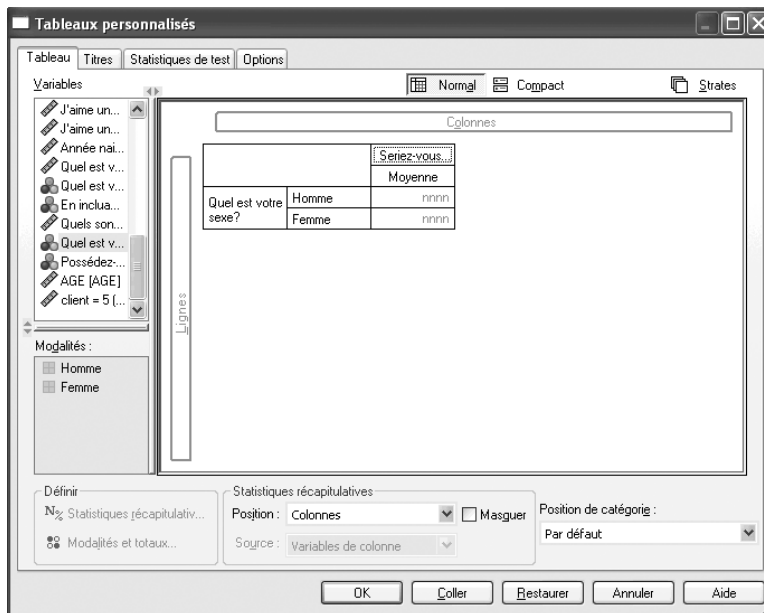 Tableaux personnalisés
Tableau Titres Statistiques de test Options
Variables
Normal Compact Strates
J'aime un...
J'aime un...
Année nai...
Quel est v...
Quel est v...
En inclua...
Quels son...
Quel est v...
Possédez-...
AGE [AGE]
client = 5 (...
Colonnes
Lignes
Seriez-vous...
Moyenne
Quel est votre sexe?
Homme nnnn
Femme nnnn
Modalités :
Homme
Femme
Définir
N% Statistiques récapitulativ...
Modalités et totaux...
Statistiques récapitulatives
Position : Colonnes Masquer
Source : Variables de colonne
Position de catégorie :
Par défaut
OK Coller Restaurer Annuler Aide